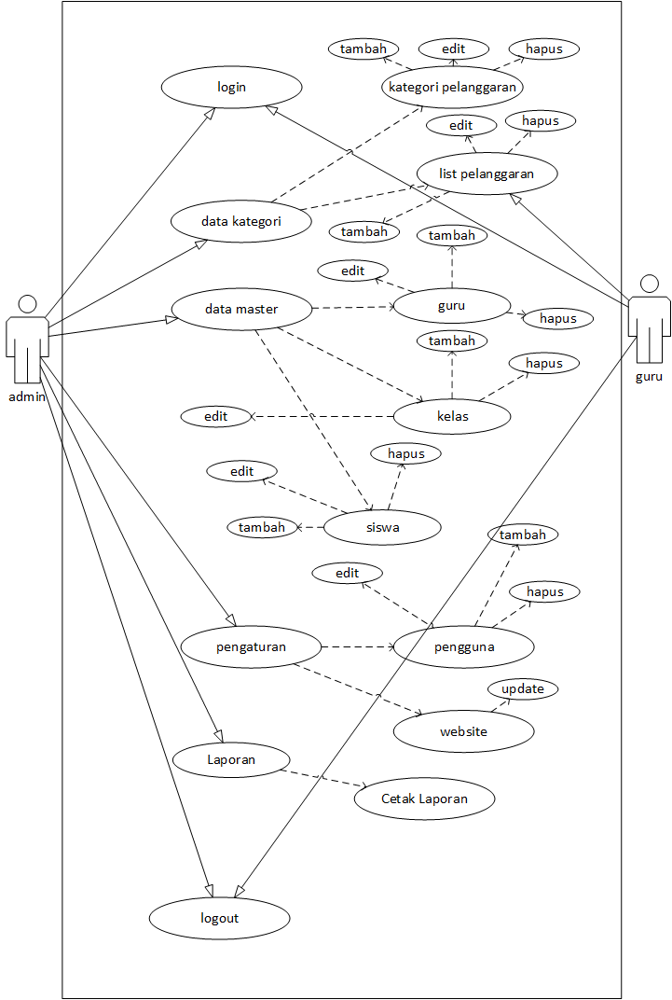 tambah
edit
hapus
login
kategori pelanggaran
edit
hapus
list pelanggaran
data kategori
tambah
tambah
edit
data master
guru
hapus
tambah
hapus
admin
guru
edit
kelas
hapus
edit
tambah
siswa
tambah
edit
hapus
pengaturan
pengguna
update
website
Laporan
Cetak Laporan
logout